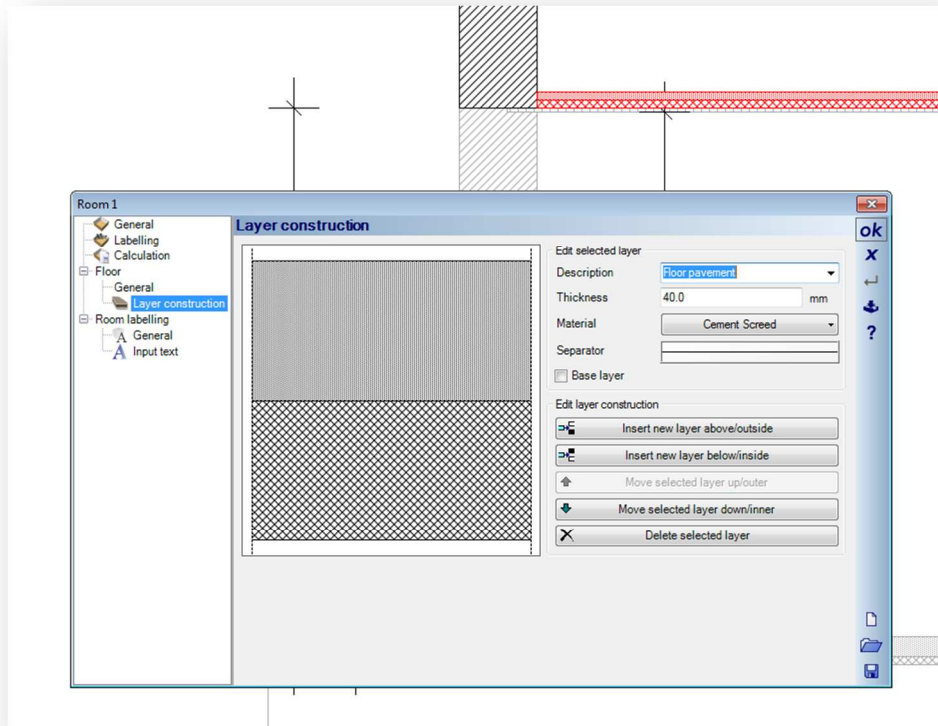 Room 1
General
Labelling
Calculation
Floor
General
Layer construction
Room labelling
A General
A Input text
Layer construction
Edit selected layer
Description Floor pavement
Thickness 40.0 mm
Material Cement Screed
Separator
Base layer
Edit layer construction
Insert new layer above/outside
Insert new layer below/inside
Move selected layer up/outer
Move selected layer down/inner
Delete selected layer
ok
x
?